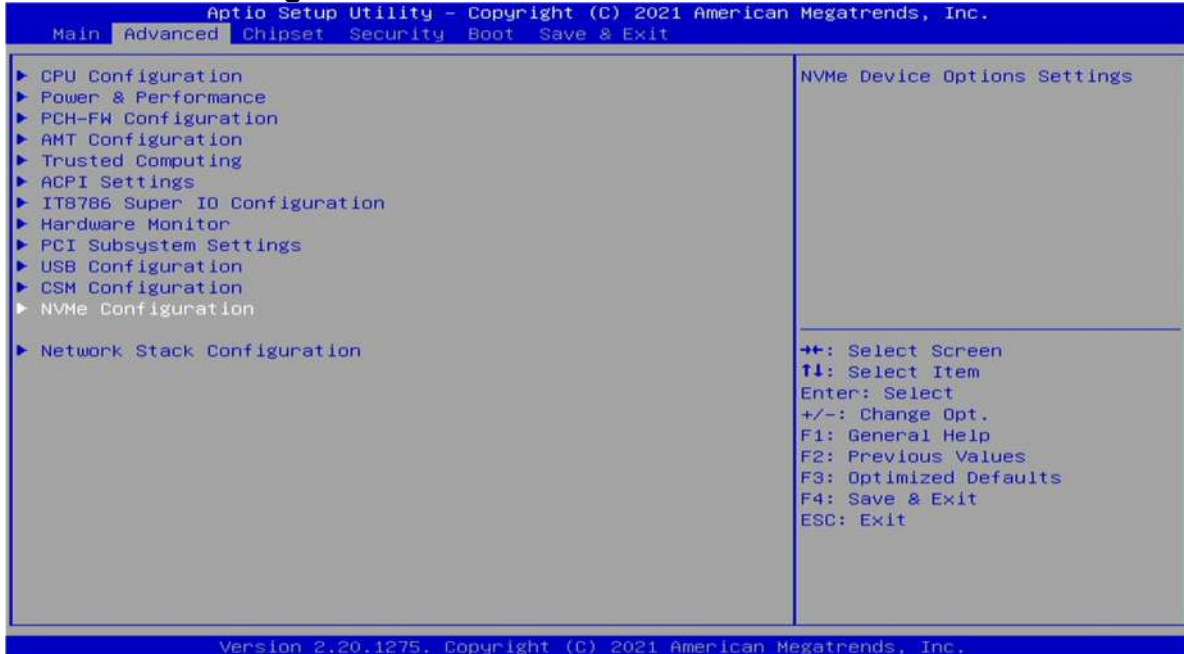 Aptio Setup Utility – Copyright (C) 2021 American Megatrends, Inc.
Main Advanced Chipset Security Boot Save & Exit
► CPU Configuration
► Power & Performance
► PCH-FW Configuration
► AMT Configuration
► Trusted Computing
► ACPI Settings
► IT8786 Super IO Configuration
► Hardware Monitor
► PCI Subsystem Settings
► USB Configuration
► CSM Configuration
► NVMe Configuration
► Network Stack Configuration
NVMe Device Options Settings
→←: Select Screen
↑↓: Select Item
Enter: Select
+/-: Change Opt.
F1: General Help
F2: Previous Values
F3: Optimized Defaults
F4: Save & Exit
ESC: Exit
Version 2.20.1275. Copyright (C) 2021 American Megatrends, Inc.